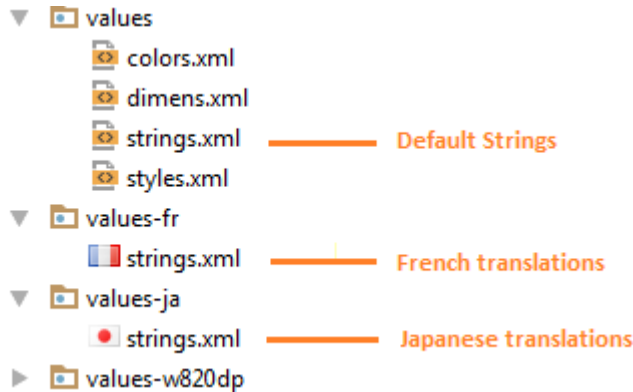 values
colors.xml
dimens.xml
strings.xml Default Strings
styles.xml
values-fr
strings.xml French translations
values-ja
strings.xml Japanese translations
values-w820dp